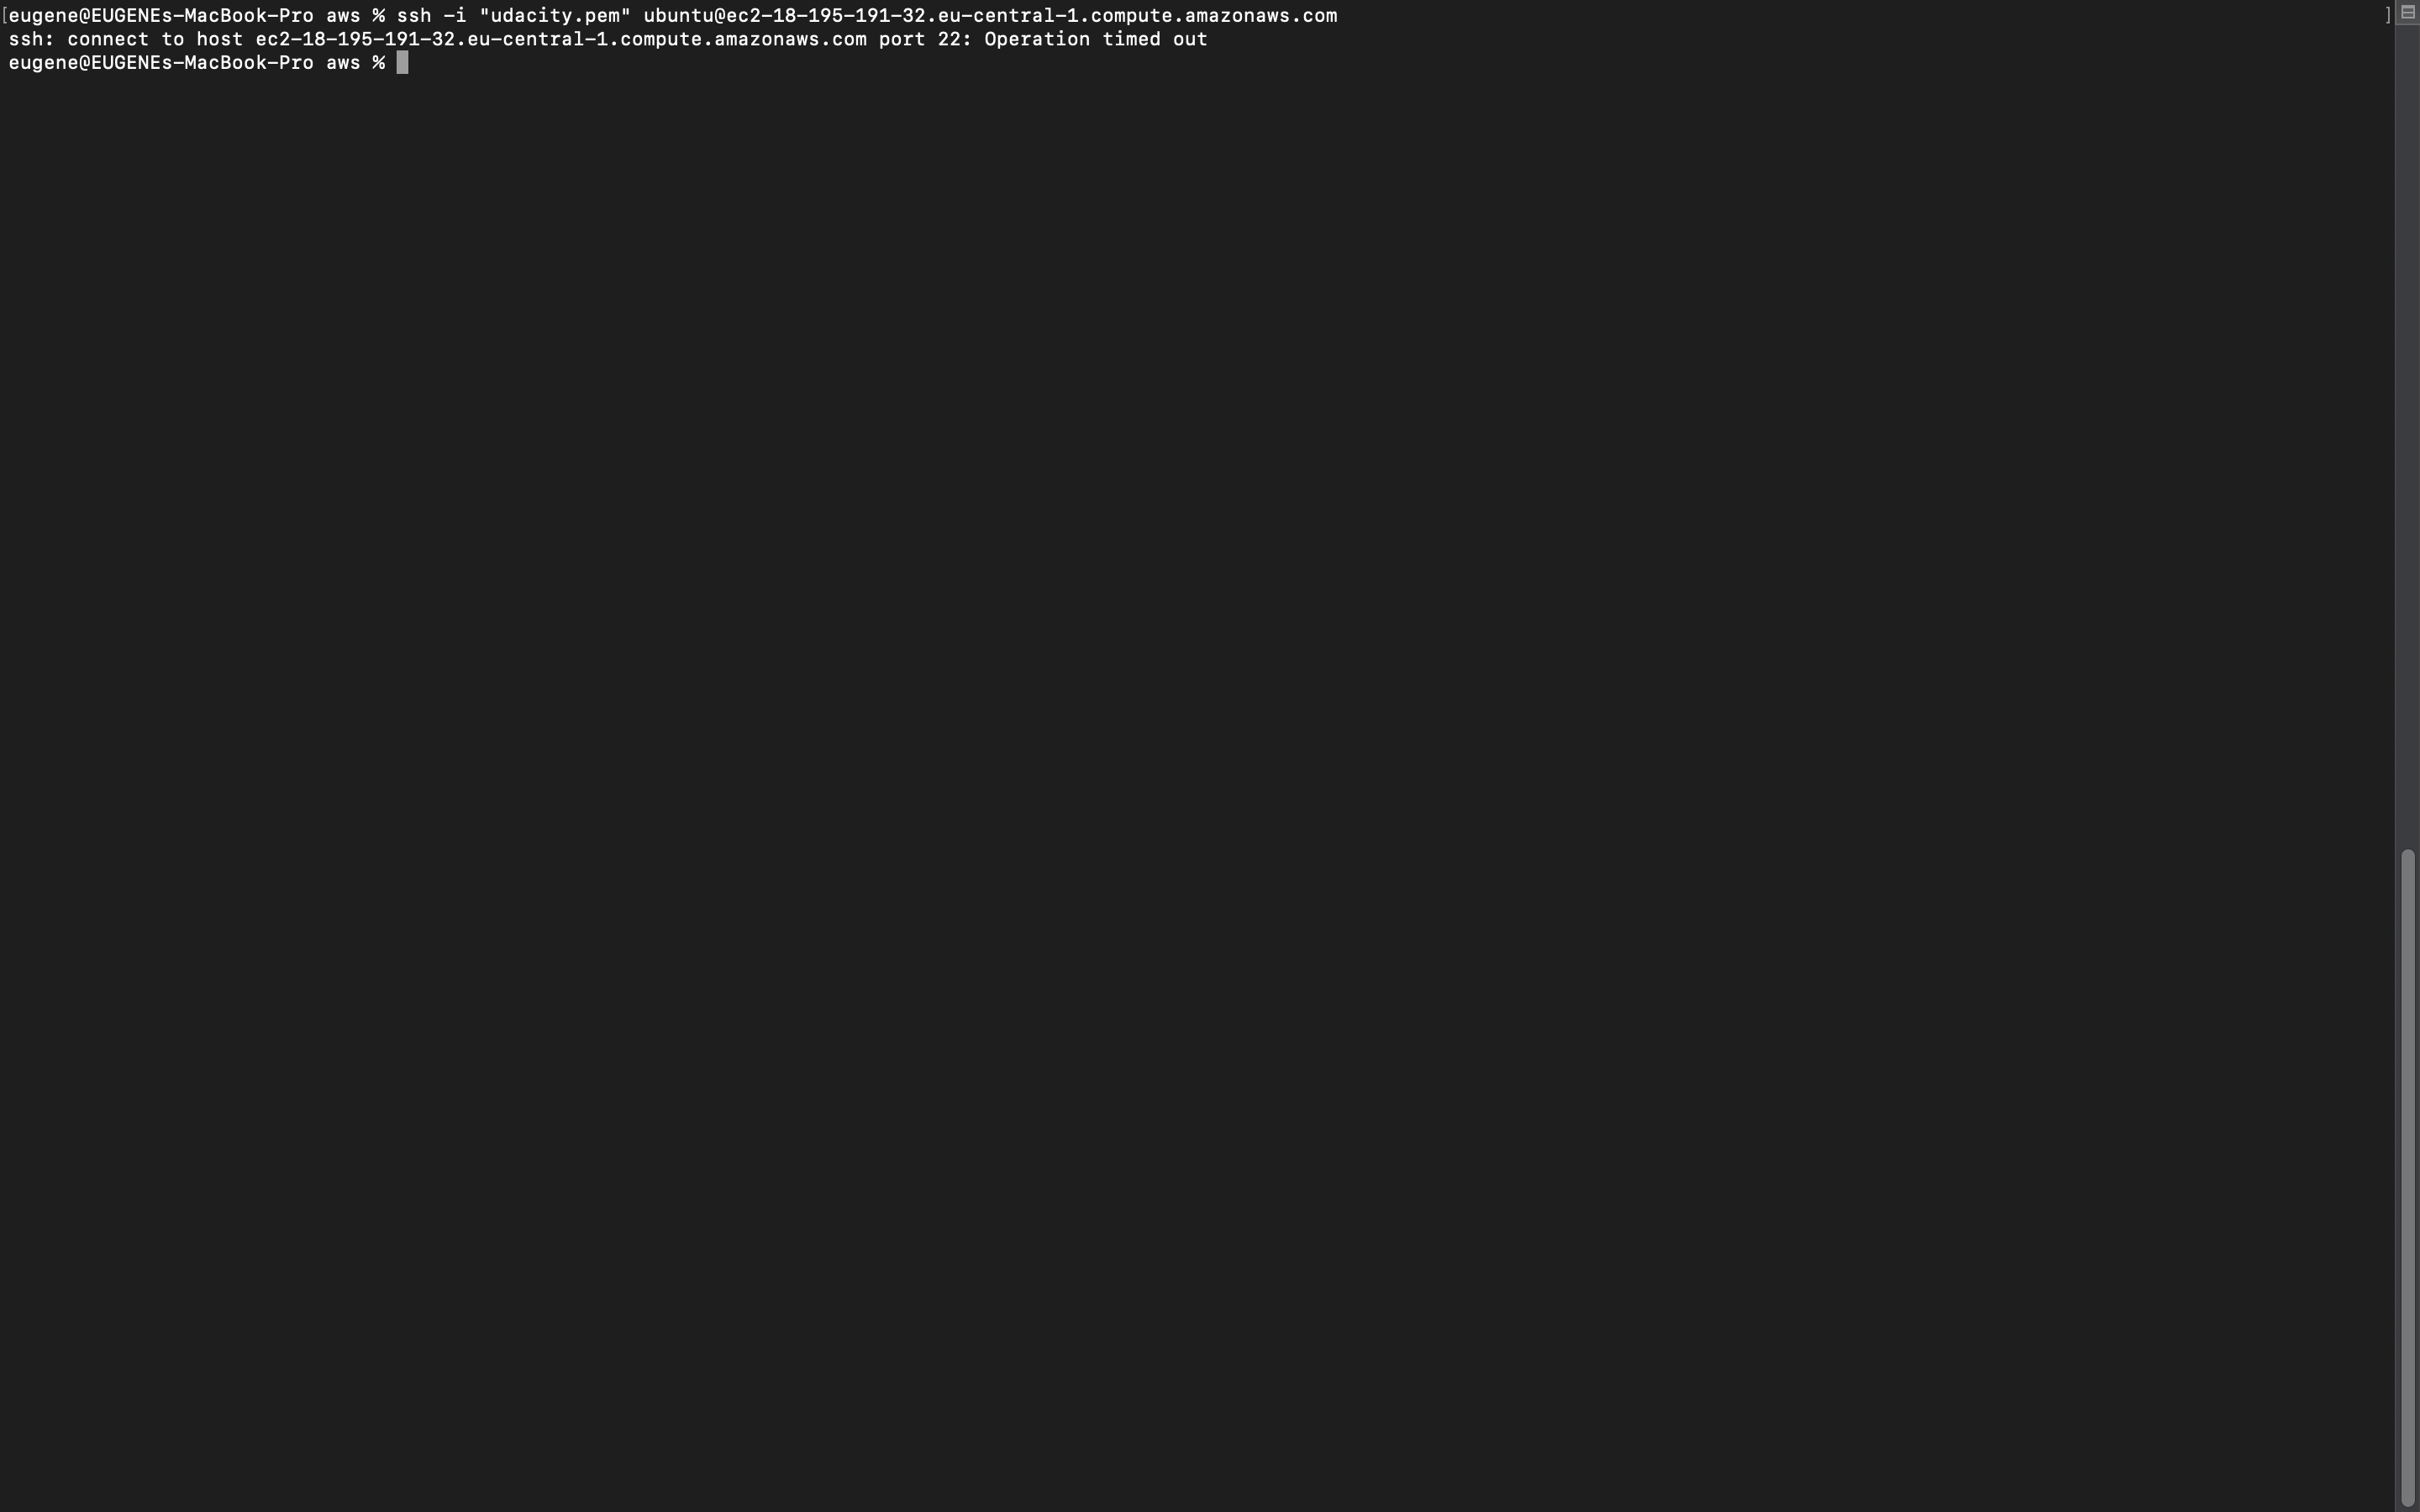 [eugene@EUGENEs-MacBook-Pro aws % ssh -i "udacity.pem" ubuntu@ec2-18-195-191-32.eu-central-1.compute.amazonaws.com ]
ssh: connect to host ec2-18-195-191-32.eu-central-1.compute.amazonaws.com port 22: Operation timed out
eugene@EUGENEs-MacBook-Pro aws %